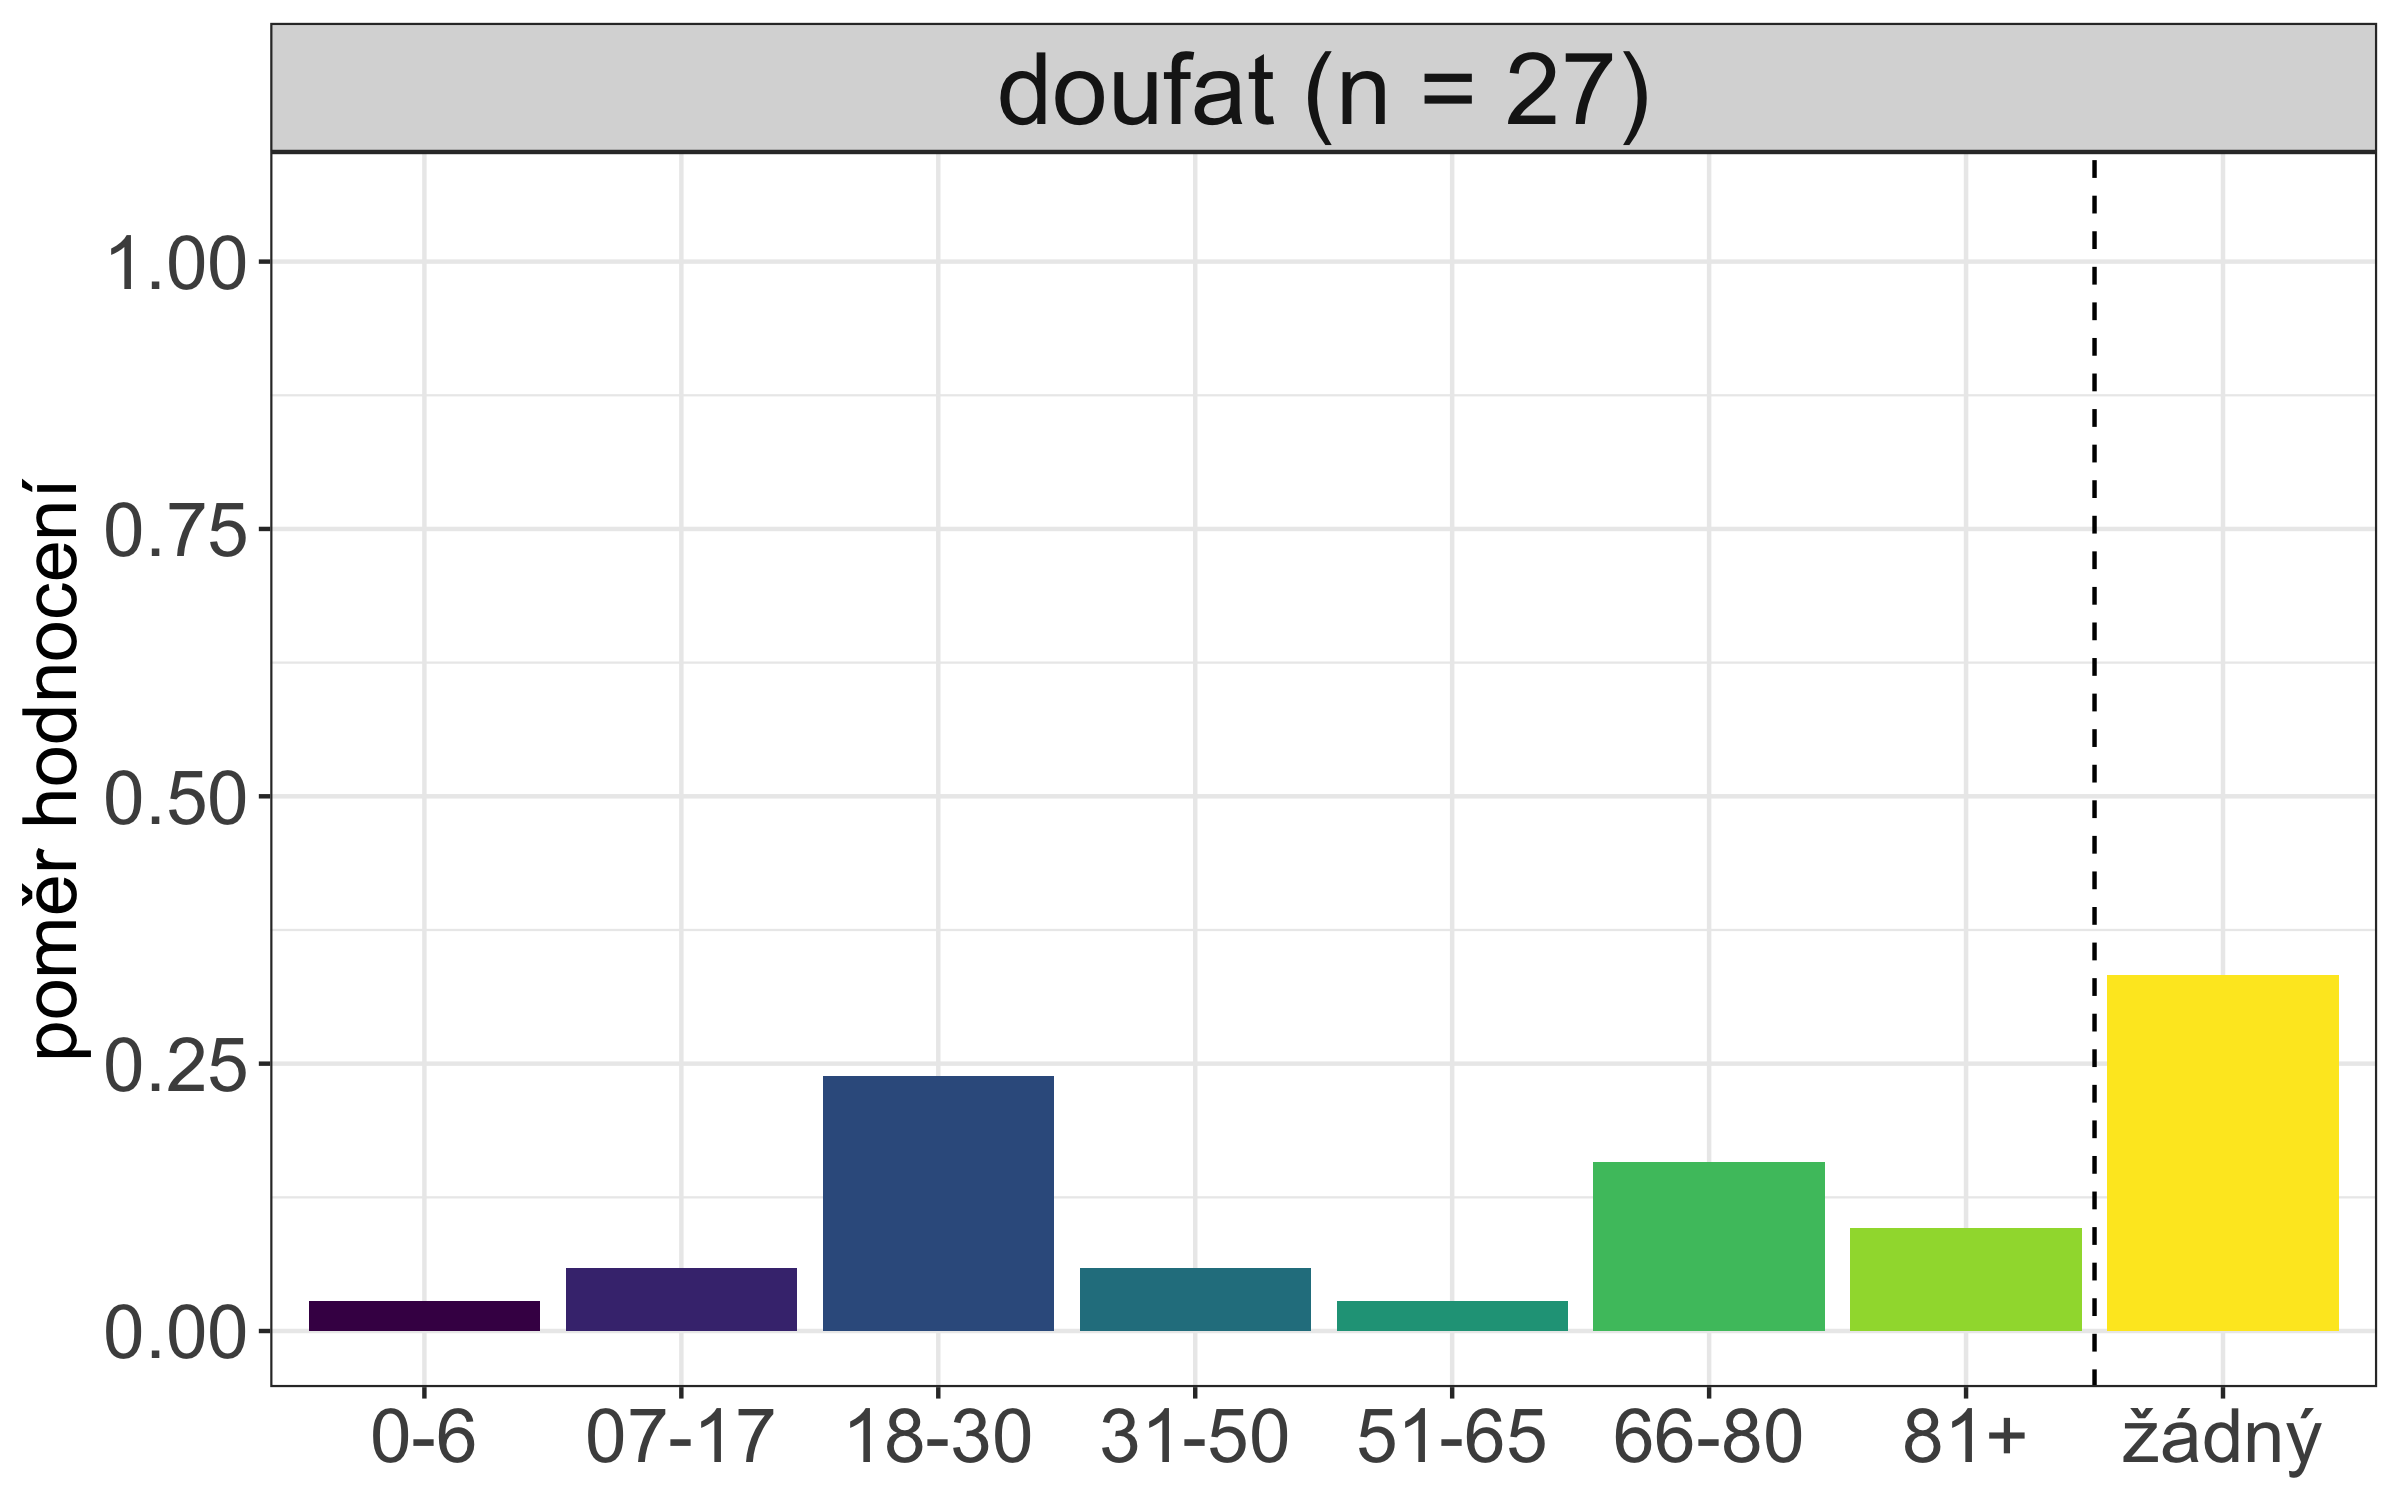 doufat (n = 27)
poměr hodnocení
1.00
0.75
0.50
0.25
0.00
0-6 07-17 18-30 31-50 51-65 66-80 81+ žádný